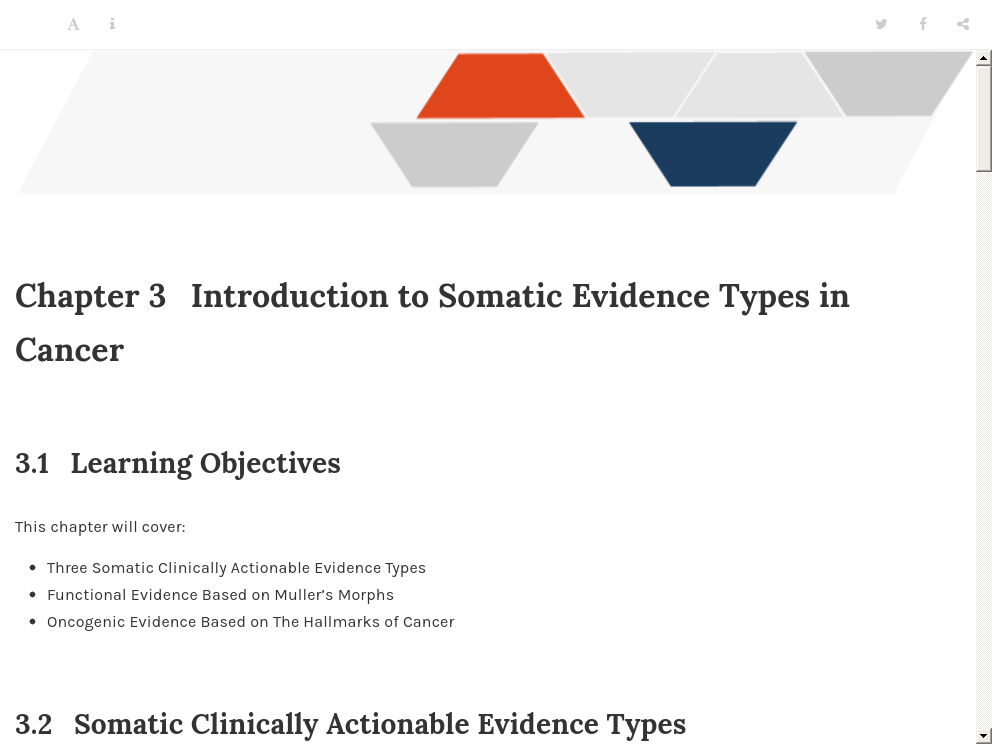 Chapter 3 Introduction to Somatic Evidence Types in
Cancer
3.1 Learning Objectives
This chapter will cover:
Three Somatic Clinically Actionable Evidence Types
Functional Evidence Based on Muller's Morphs
Oncogenic Evidence Based on The Hallmarks of Cancer
3.2 Somatic Clinically Actionable Evidence Types